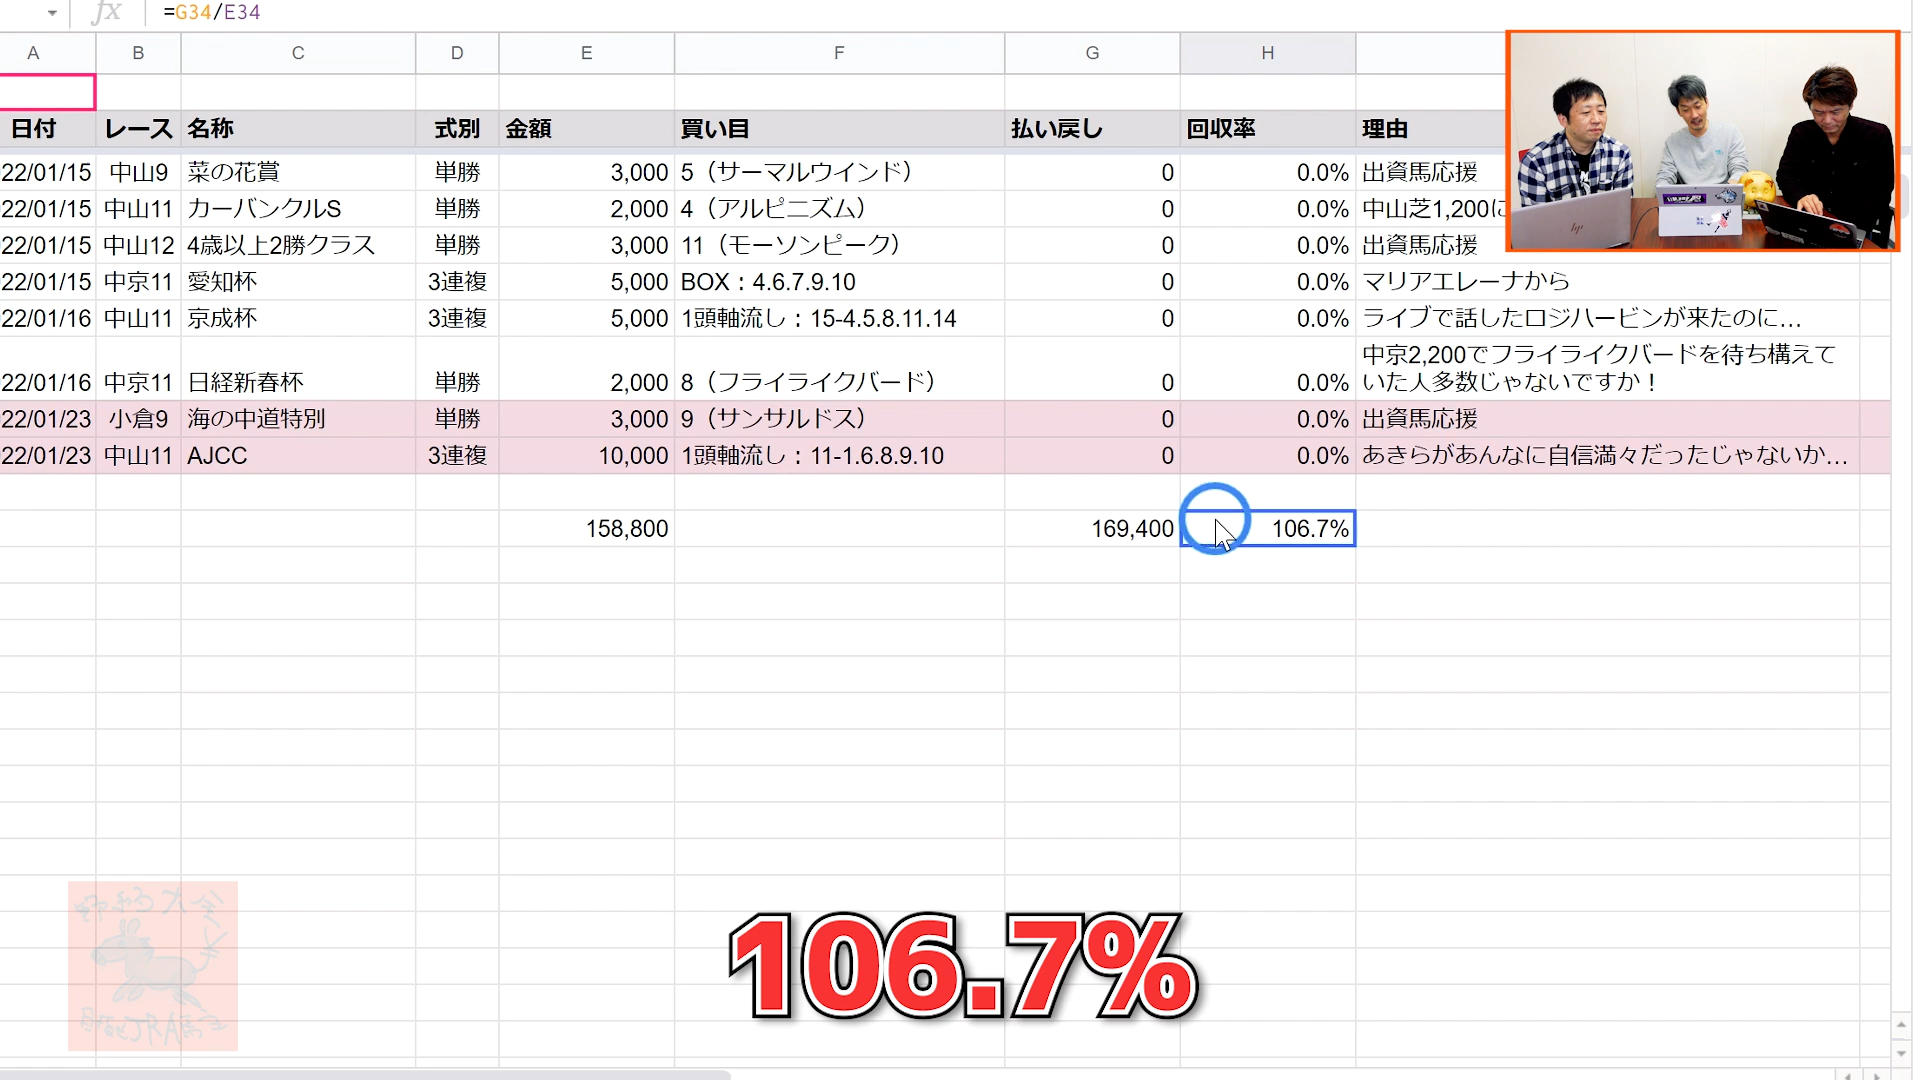 fx =G34/E34
A B C D E F G H
日付 レース 名称 式別 金額 買い目 払い戻し 回収率 理由
22/01/15 中山9 菜の花賞 単勝 3,000 5（サーマルウインド） 0 0.0% 出資馬応援
22/01/15 中山11 カーバンクルS 単勝 2,000 4（アルピニズム） 0 0.0% 中山芝1,200に
22/01/15 中山12 4歳以上2勝クラス 単勝 3,000 11（モーソンピーク） 0 0.0% 出資馬応援
22/01/15 中京11 愛知杯 3連複 5,000 BOX：4.6.7.9.10 0 0.0% マリアエレーナから
22/01/16 中山11 京成杯 3連複 5,000 1頭軸流し：15-4.5.8.11.14 0 0.0% ライブで話したロジハービンが来たのに…
22/01/16 中京11 日経新春杯 単勝 2,000 8（フライライクバード） 0 0.0% 中京2,200でフライライクバードを待ち構えて
いた人多数じゃないですか！
22/01/23 小倉9 海の中道特別 単勝 3,000 9（サンサルドス） 0 0.0% 出資馬応援
22/01/23 中山11 AJCC 3連複 10,000 1頭軸流し：11-1.6.8.9.10 0 0.0% あきらがあんなに自信満々だったじゃないか…
158,800 169,400 106.7%
106.7%